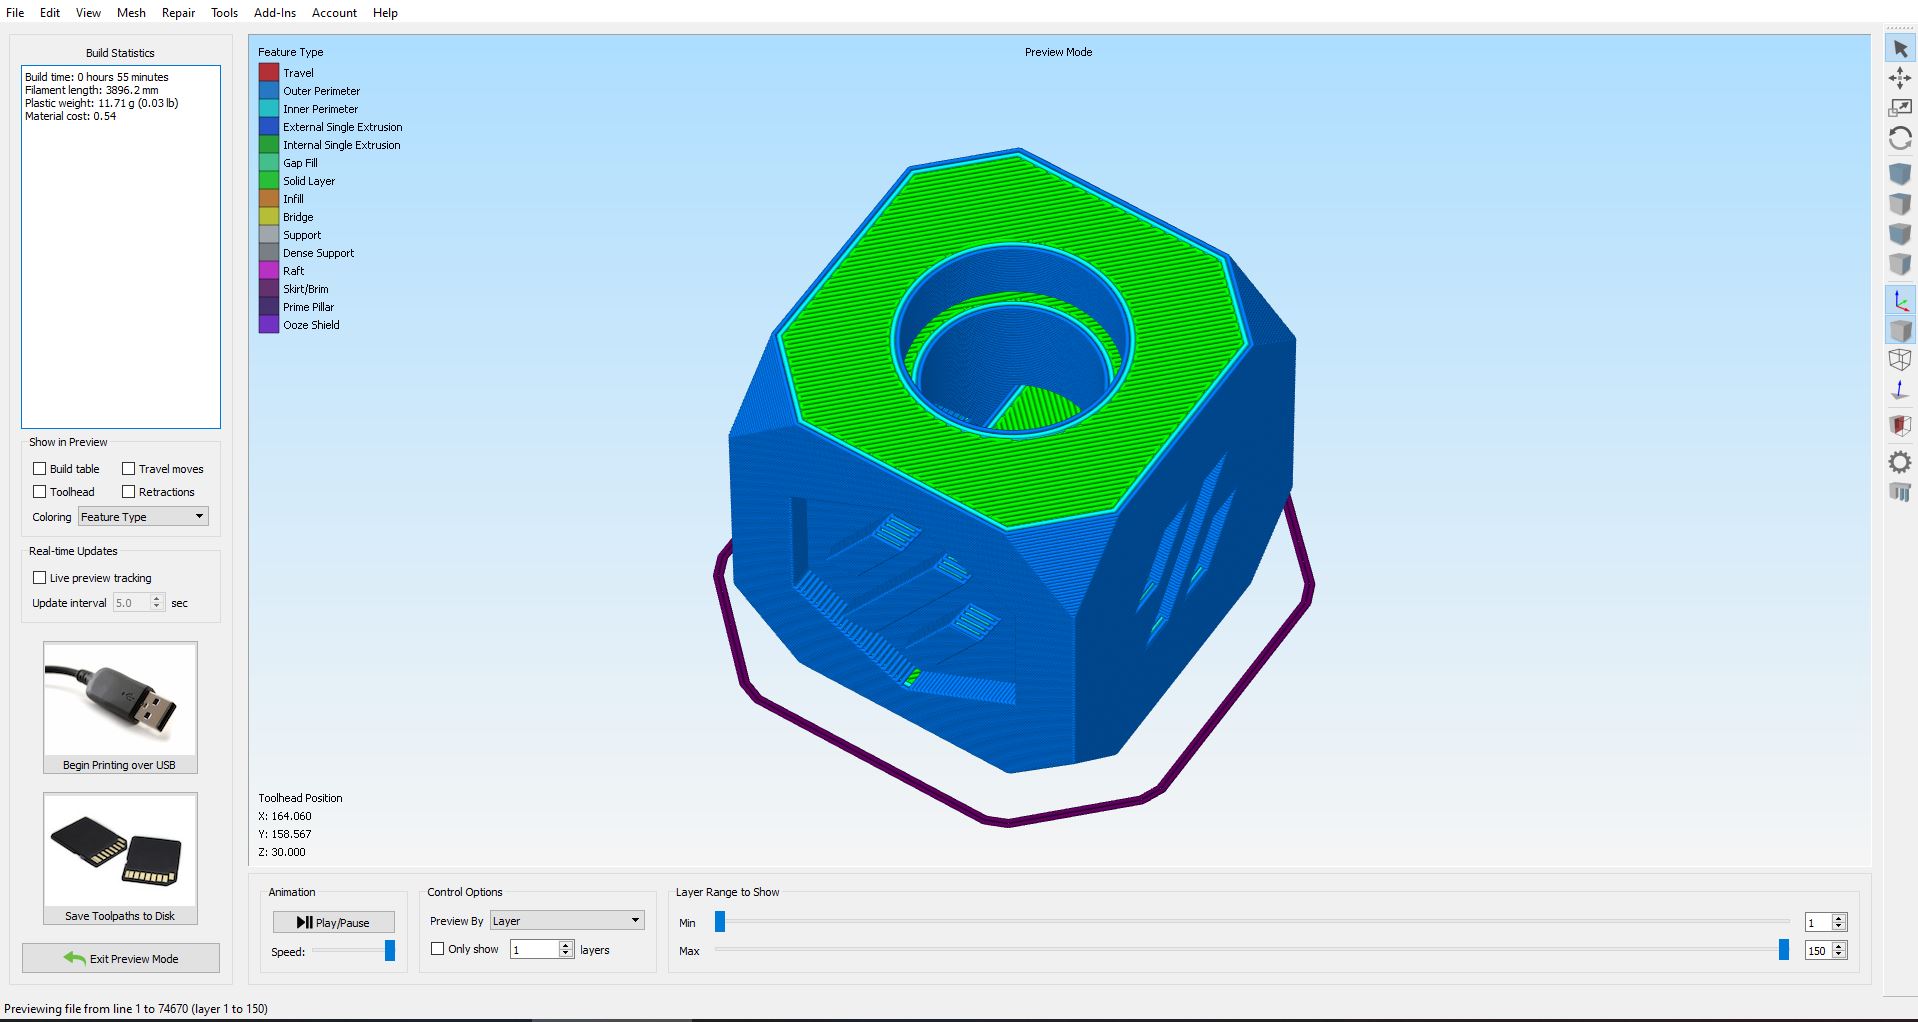 File Edit View Mesh Repair Tools Add-Ins Account Help
Build Statistics
Build time: 0 hours 55 minutes
Filament length: 3896.2 mm
Plastic weight: 11.71 g (0.03 lb)
Material cost: 0.54
Show in Preview
Build table Travel moves
Toolhead Retractions
Coloring Feature Type
Real-time Updates
Live preview tracking
Update interval 5.0 sec
Begin Printing over USB
Save Toolpaths to Disk
Exit Preview Mode
Feature Type
Travel
Outer Perimeter
Inner Perimeter
External Single Extrusion
Internal Single Extrusion
Gap Fill
Solid Layer
Infill
Bridge
Support
Dense Support
Raft
Skirt/Brim
Prime Pillar
Ooze Shield
Preview Mode
Toolhead Position
X: 164.060
Y: 158.567
Z: 30.000
Animation
Play/Pause
Speed:
Control Options
Preview By Layer
Only show 1 layers
Layer Range to Show
Min 1
Max 150
Previewing file from line 1 to 74670 (layer 1 to 150)